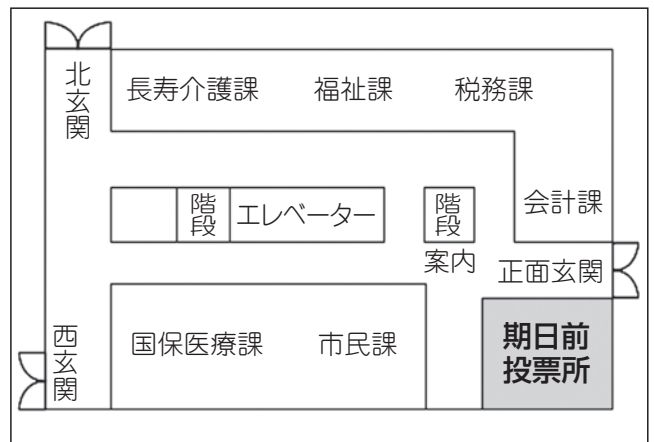 北玄関
長寿介護課
福祉課
税務課
会計課
階段
エレベーター
階段
案内
正面玄関
西玄関
国保医療課
市民課
期日前
投票所